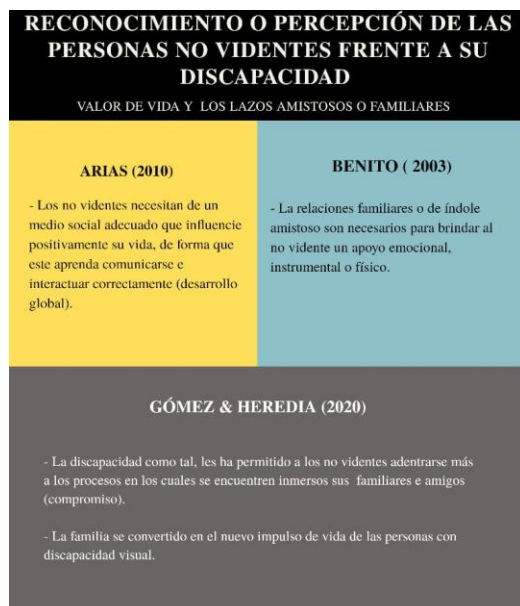 RECONOCIMIENTO O PERCEPCIÓN DE LAS
PERSONAS NO VIDENTES FRENTE A SU
DISCAPACIDAD
VALOR DE VIDA Y LOS LAZOS AMISTOSOS O FAMILIARES
ARIAS (2010)
- Los no videntes necesitan de un
medio social adecuado que influencie
positivamente su vida, de forma que
este aprenda comunicarse e
interactuar correctamente (desarrollo
global).
BENITO ( 2003)
- La relaciones familiares o de índole
amistoso son necesarios para brindar al
no vidente un apoyo emocional,
instrumental o físico.
GÓMEZ & HEREDIA (2020)
- La discapacidad como tal, les ha permitido a los no videntes adentrarse más
a los procesos en los cuales se encuentren inmersos sus familiares e amigos
(compromiso).
- La familia se convertido en el nuevo impulso de vida de las personas con
discapacidad visual.